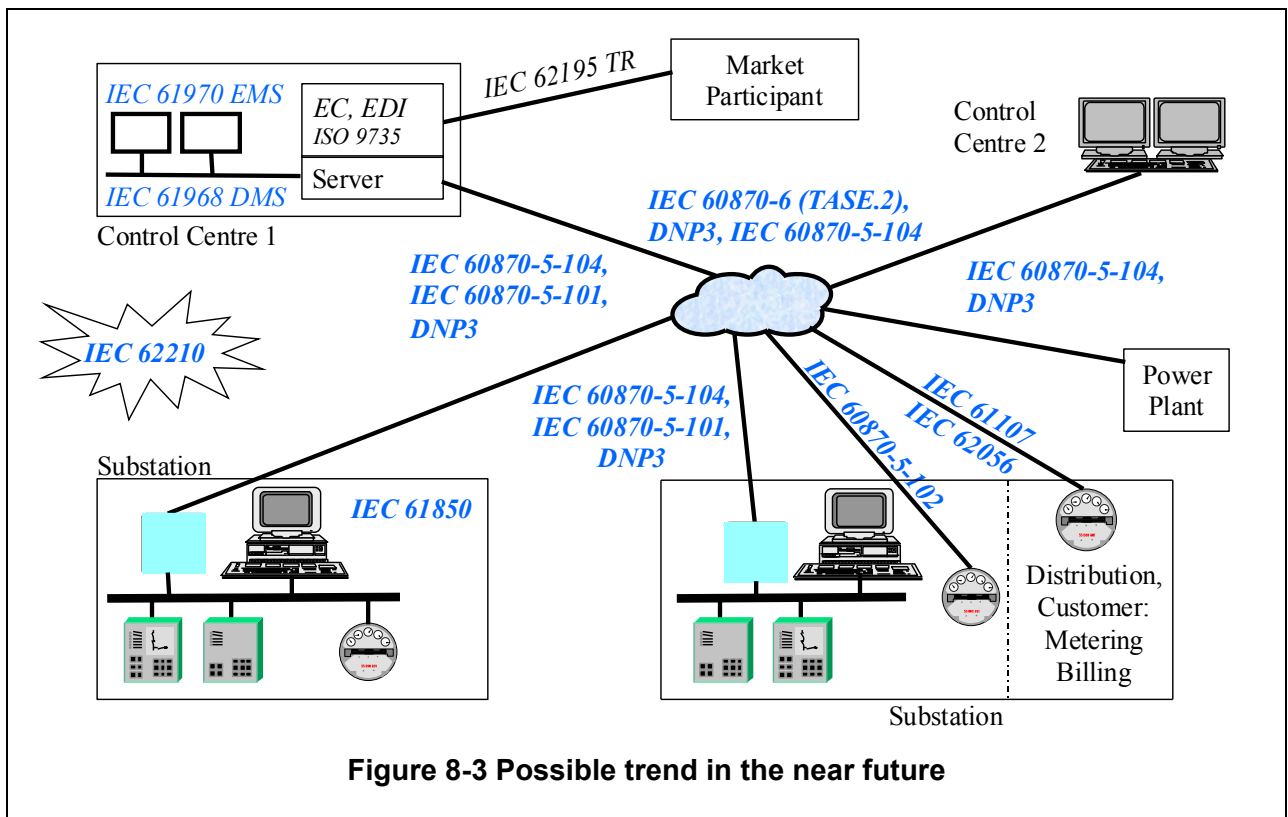 IEC 61970 EMS
EC, EDI
ISO 9735
Server
IEC 61968 DMS
Control Centre 1
IEC 62195 TR
Market
Participant
Control
Centre 2
IEC 60870-6 (TASE.2),
DNP3, IEC 60870-5-104
IEC 60870-5-104,
IEC 60870-5-101,
DNP3
IEC 60870-5-104,
DNP3
IEC 62210
Power
Plant
IEC 60870-5-104,
IEC 60870-5-101,
DNP3
IEC 60870-5-102
IEC 61107
IEC 62056
Substation
IEC 61850
Distribution,
Customer:
Metering
Billing
Substation
Figure 8-3 Possible trend in the near future